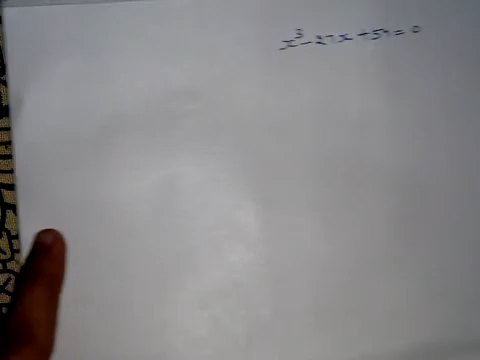 x³ - 27x + 54 = 0